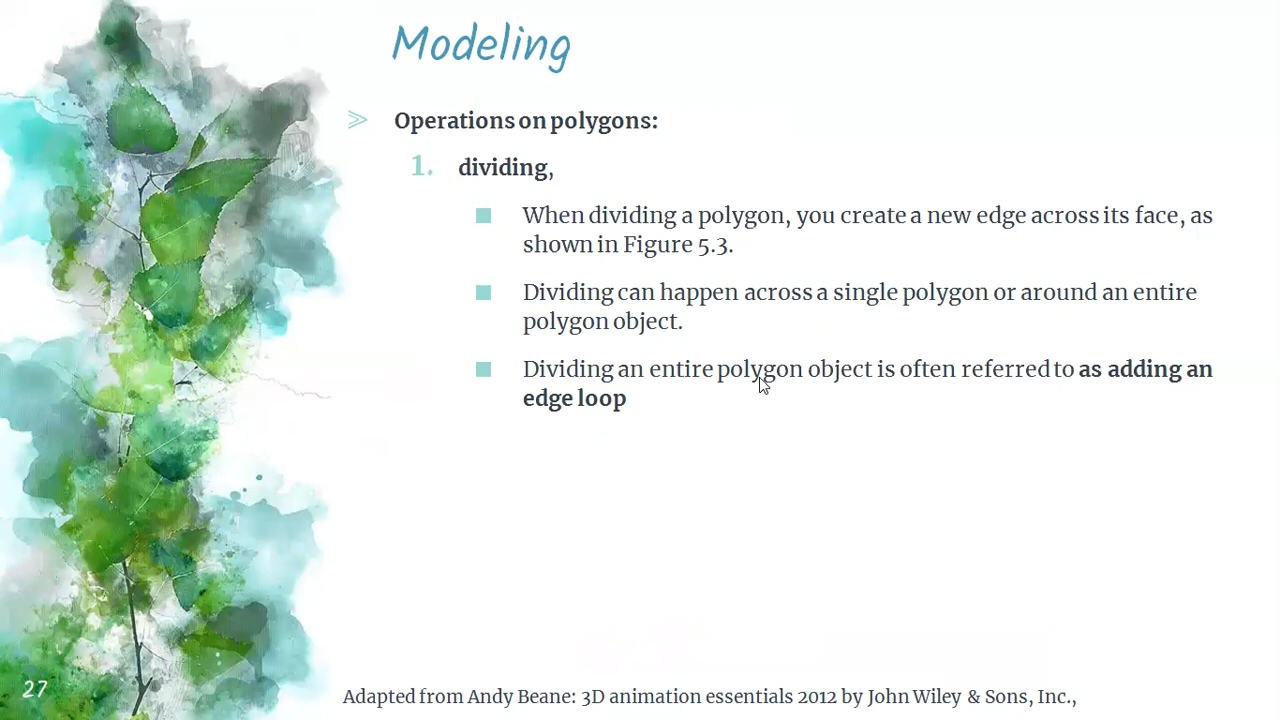 Modeling
Operations on polygons:
1. dividing,
When dividing a polygon, you create a new edge across its face, as
shown in Figure 5.3.
Dividing can happen across a single polygon or around an entire
polygon object.
Dividing an entire polygon object is often referred to as adding an
edge loop
27
Adapted from Andy Beane: 3D animation essentials 2012 by John Wiley & Sons, Inc.,